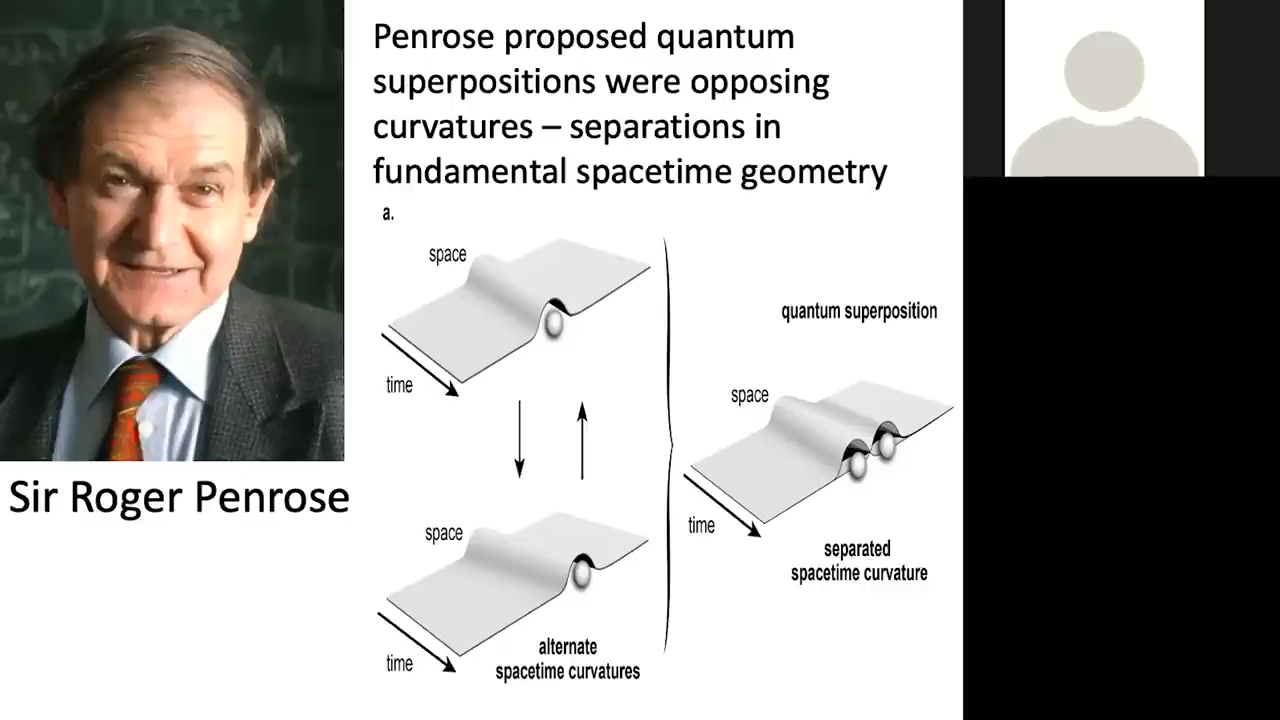 Penrose proposed quantum
superpositions were opposing
curvatures – separations in
fundamental spacetime geometry
Sir Roger Penrose
a.
space
time
space
time
alternate
spacetime curvatures
quantum superposition
space
time
separated
spacetime curvature